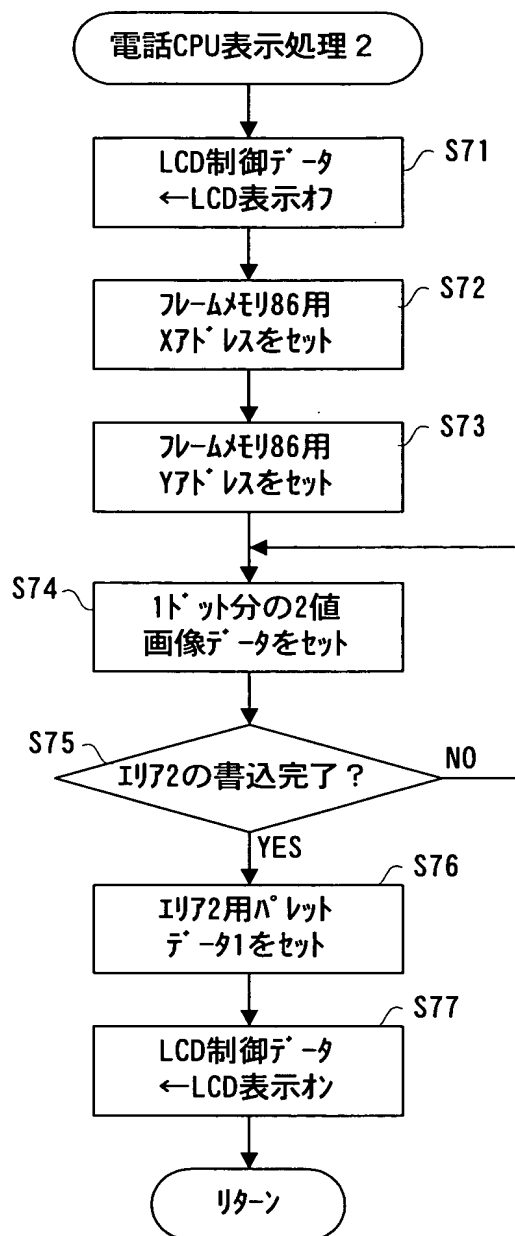 電話CPU表示処理2
S71
LCD制御ﾃﾞｰﾀ
←LCD表示ｵﾌ
S72
ﾌﾚｰﾑﾒﾓﾘ86用
Xｱﾄﾞﾚｽをｾｯﾄ
S73
ﾌﾚｰﾑﾒﾓﾘ86用
Yｱﾄﾞﾚｽをｾｯﾄ
S74
1ﾄﾞｯﾄ分の2値
画像ﾃﾞｰﾀをｾｯﾄ
S75
ｴﾘｱ2の書込完了？
NO
YES
S76
ｴﾘｱ2用ﾊﾟﾚｯﾄ
ﾃﾞｰﾀ1をｾｯﾄ
S77
LCD制御ﾃﾞｰﾀ
←LCD表示ｵﾝ
ﾘﾀｰﾝ